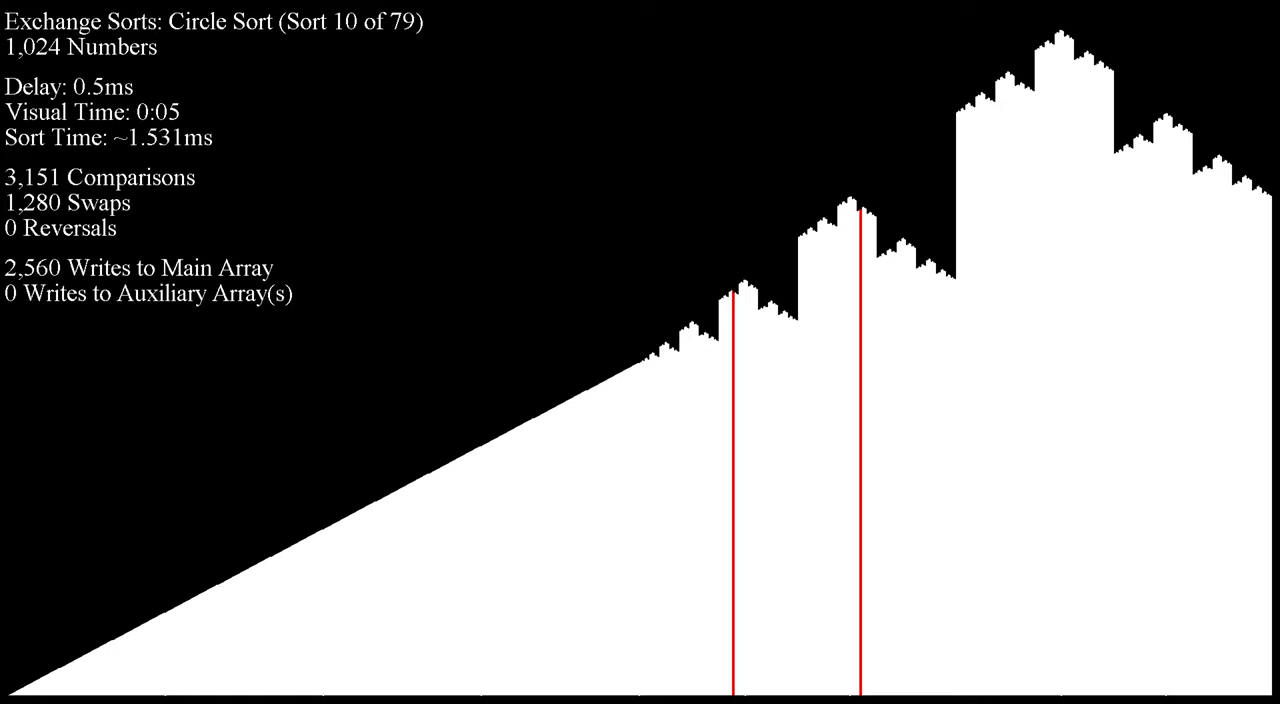 Exchange Sorts: Circle Sort (Sort 10 of 79)
1,024 Numbers
Delay: 0.5ms
Visual Time: 0:05
Sort Time: ~1.531ms
3,151 Comparisons
1,280 Swaps
0 Reversals
2,560 Writes to Main Array
0 Writes to Auxiliary Array(s)